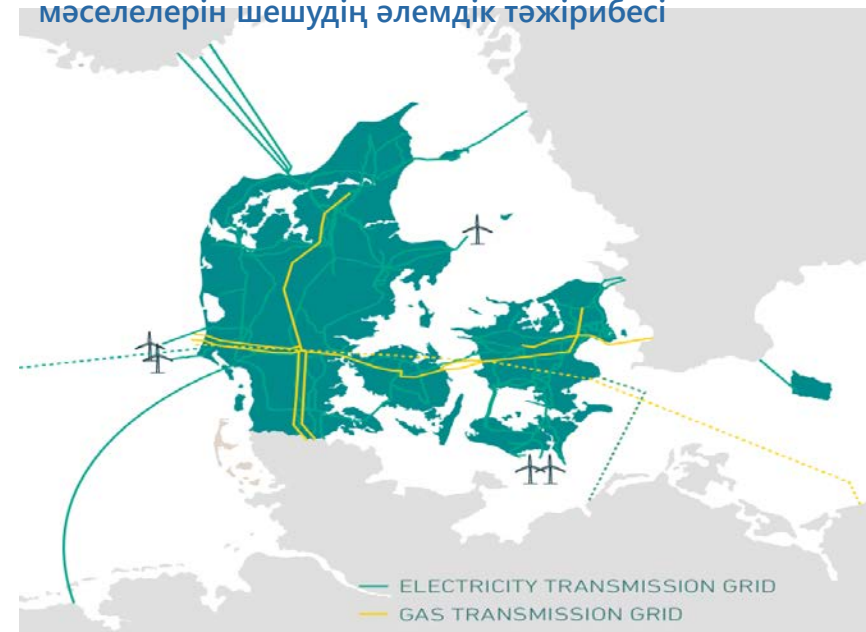 мәселелерін шешудің әлемдік тәжірибесі
ELECTRICITY TRANSMISSION GRID
GAS TRANSMISSION GRID